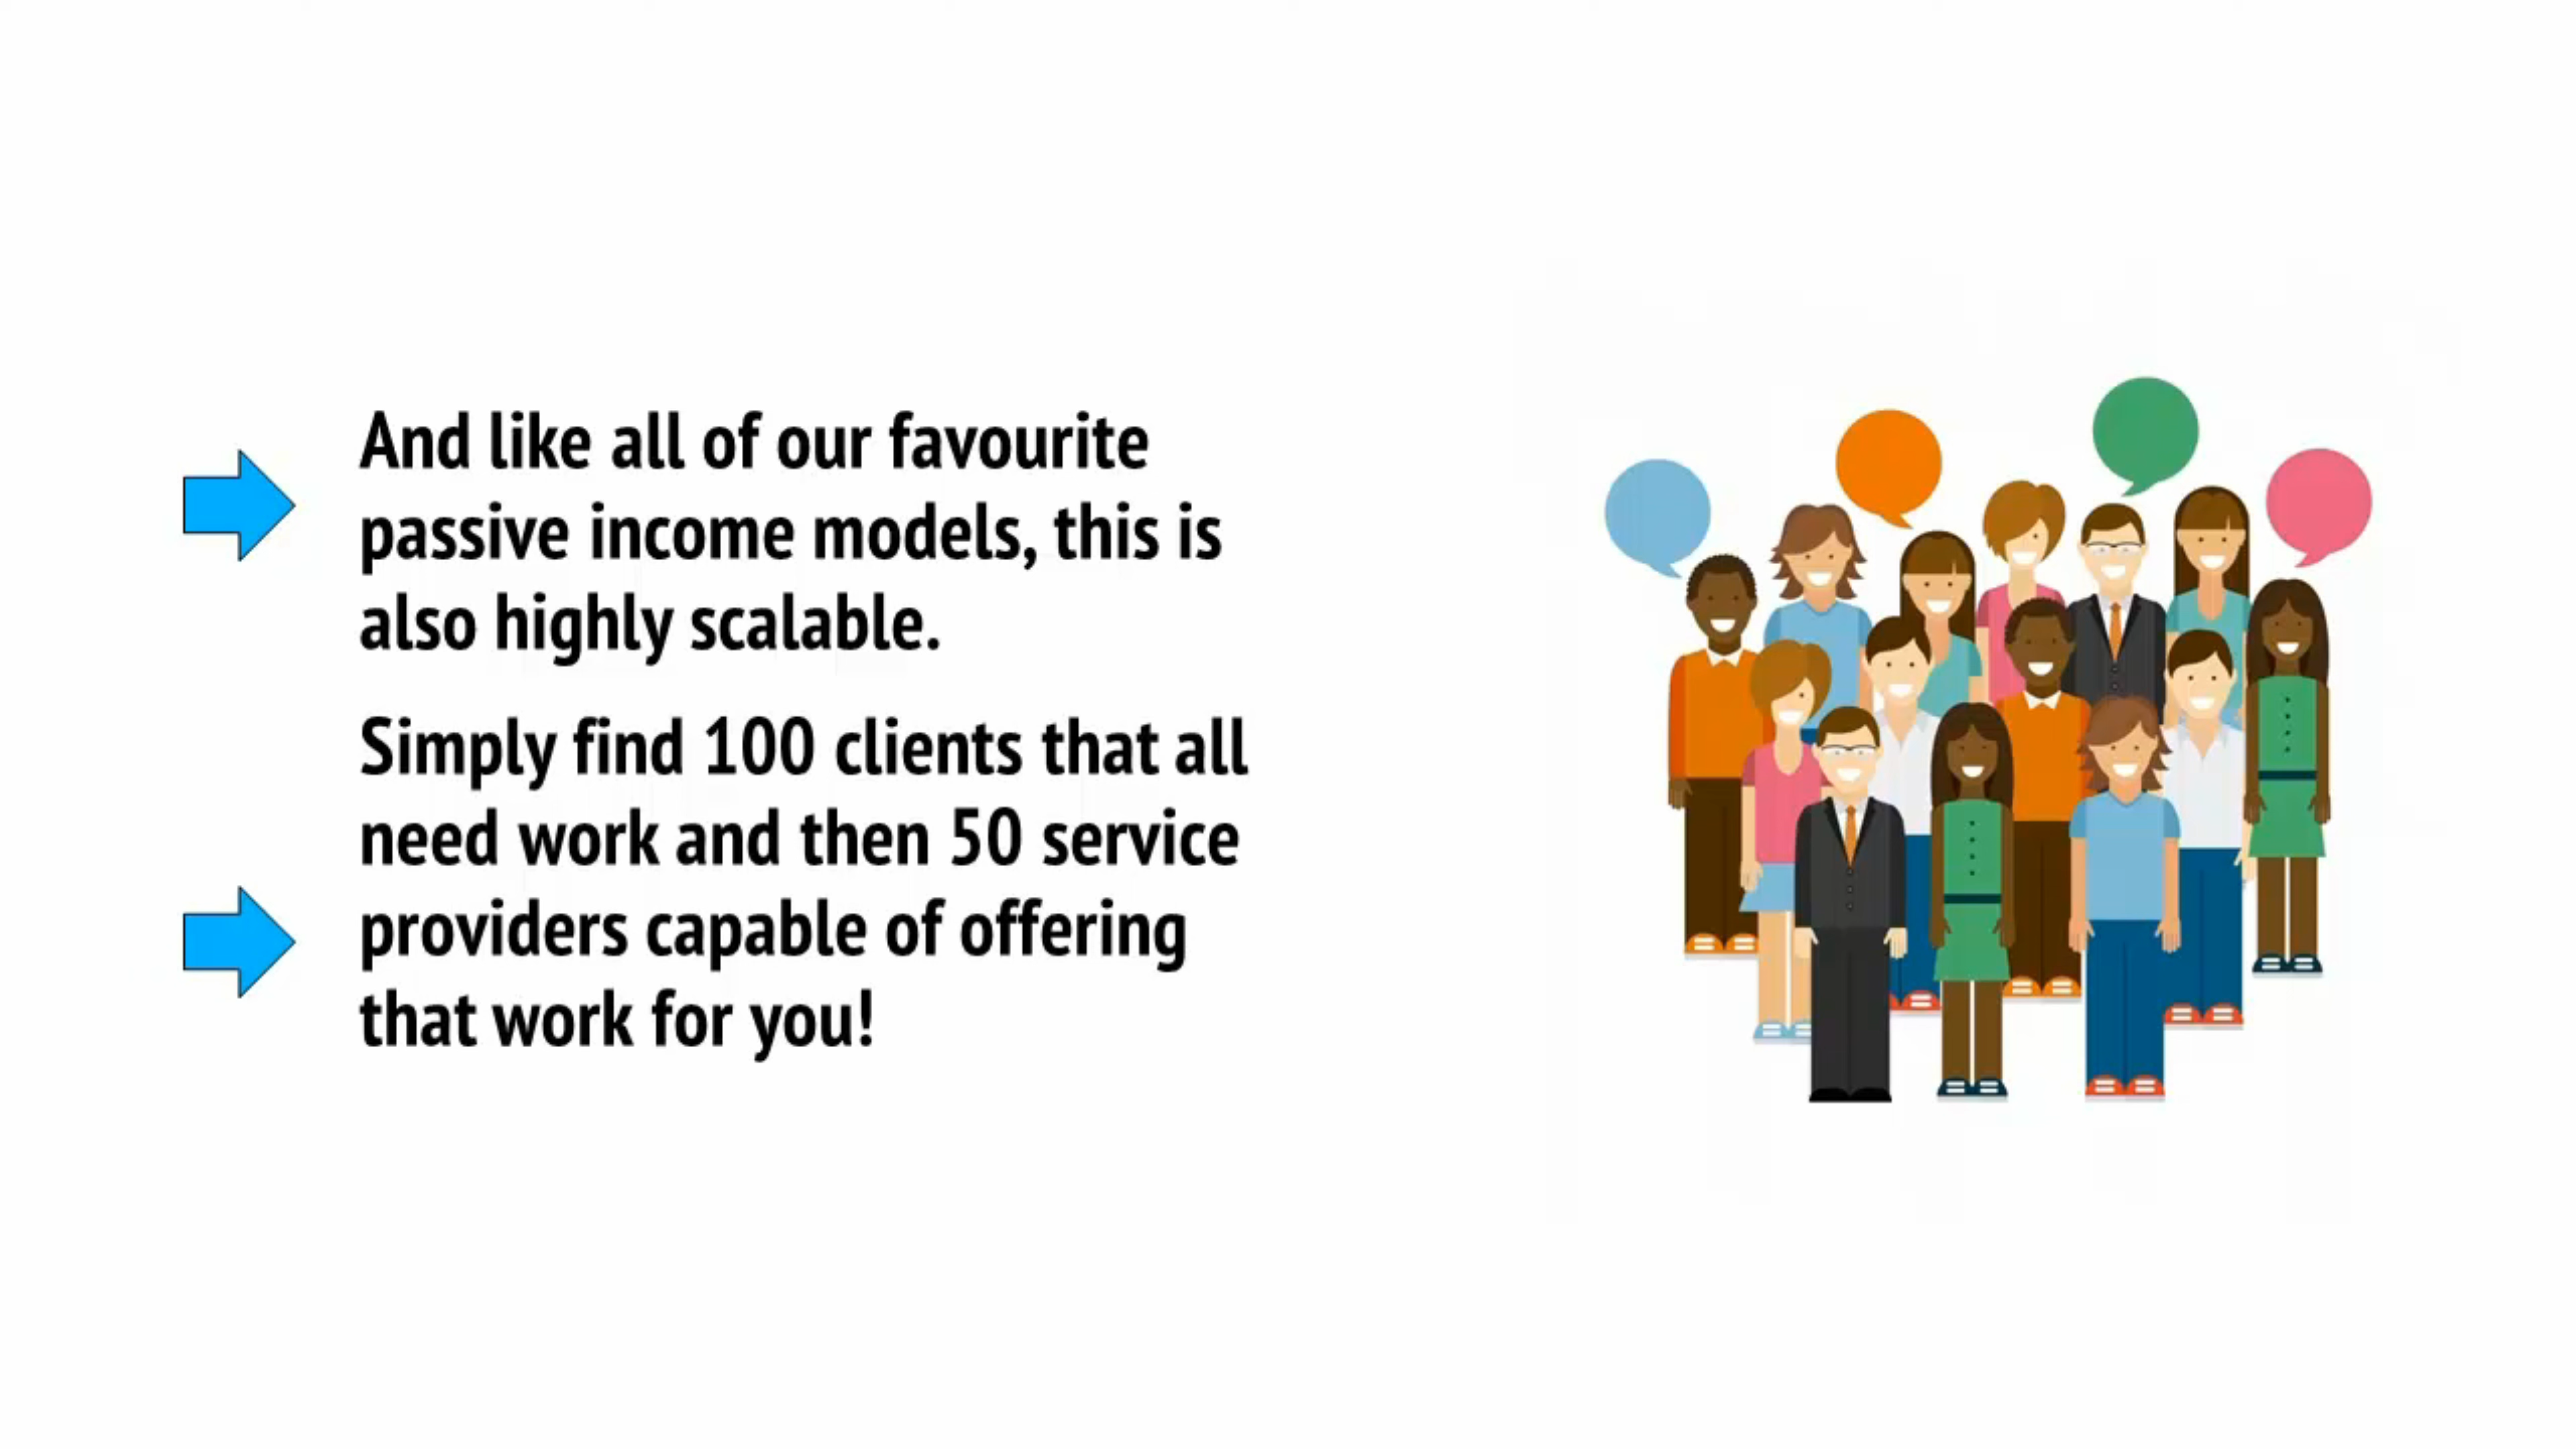 And like all of our favourite
passive income models, this is
also highly scalable.
Simply find 100 clients that all
need work and then 50 service
providers capable of offering
that work for you!